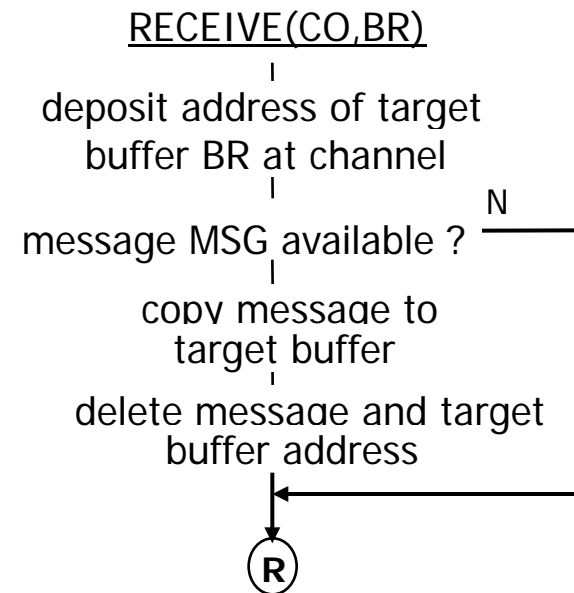 RECEIVE(CO,BR)
deposit address of target
buffer BR at channel
N
message MSG available ?
copy message to
target buffer
delete message and target
buffer address
R